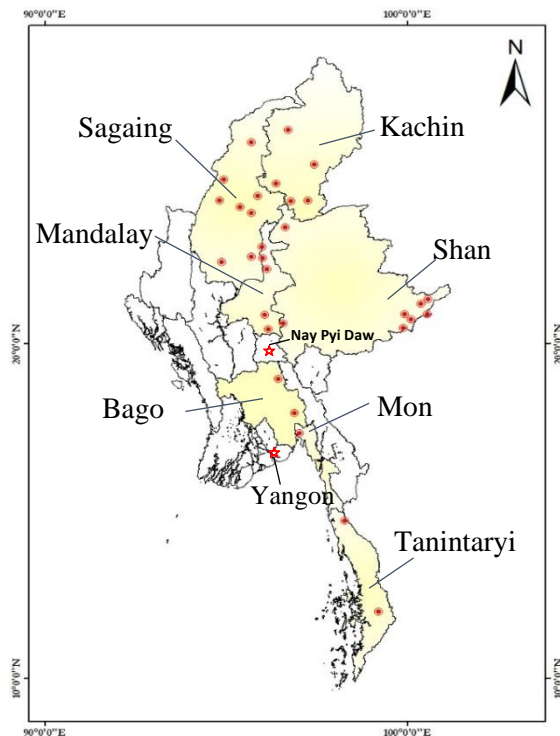 90°0'0"E
100°0'0"E
N
Sagaing
Kachin
Mandalay
Shan
Nay Pyi Daw
20°0'0"N
20°0'0"N
Bago
Mon
Yangon
Tanintaryi
10°0'0"N
10°0'0"N
90°0'0"E
100°0'0"E